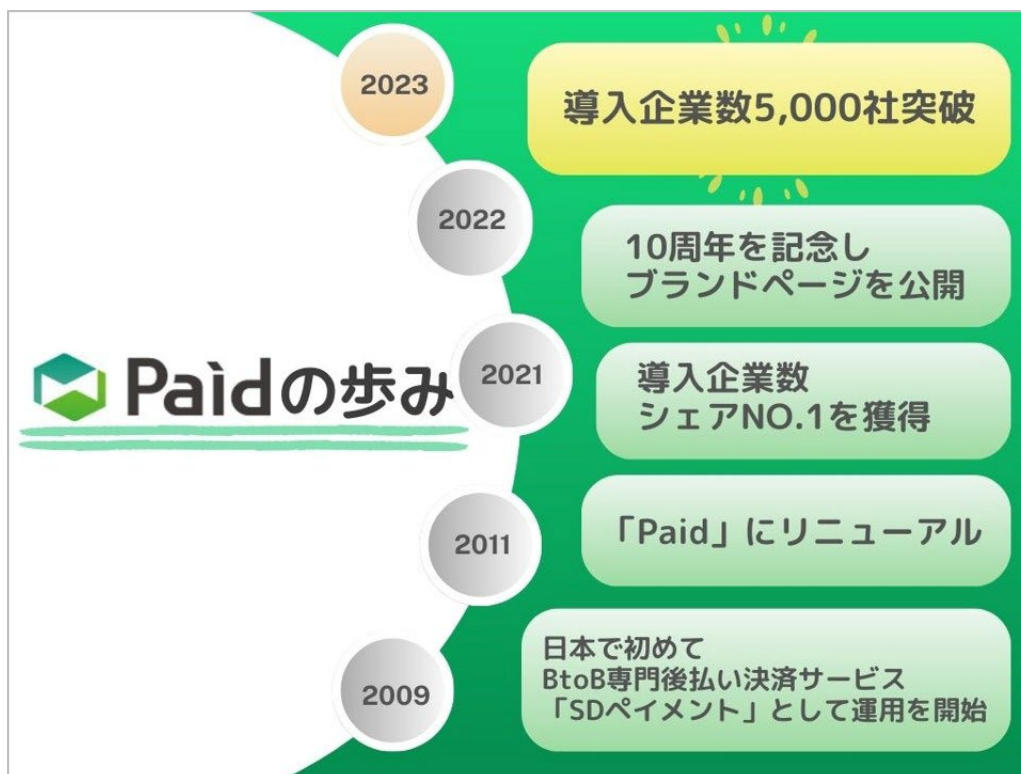 2023
導入企業数5,000社突破
2022
10周年を記念し
ブランドページを公開
Paidの歩み
2021
導入企業数
シェアNO.1を獲得
2011
「Paid」にリニューアル
2009
日本で初めて
BtoB専門後払い決済サービス
「SDペイメント」として運用を開始